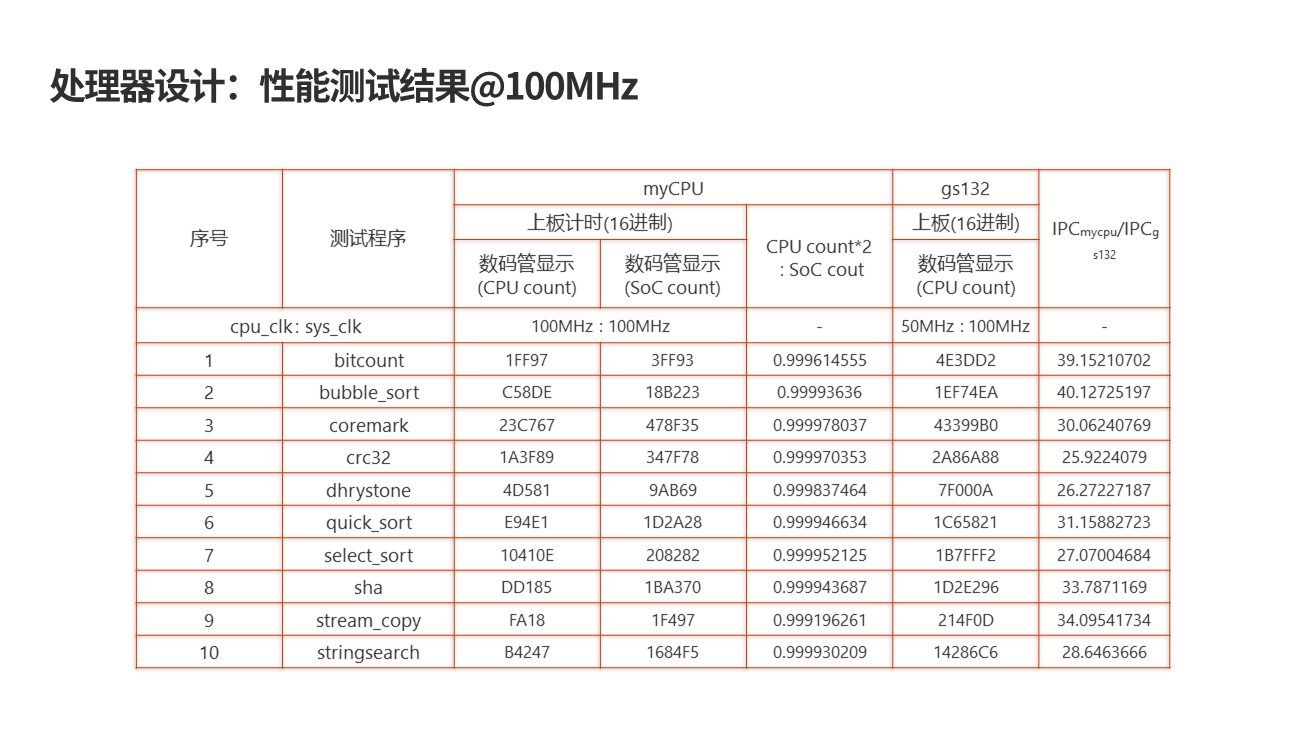 处理器设计：性能测试结果@100MHz
序号 测试程序 myCPU gs132 IPCmycpu/IPCgs132
上板计时(16进制) CPU count*2 : SoC cout 上板(16进制)
数码管显示 (CPU count) 数码管显示 (SoC count) 数码管显示 (CPU count)
cpu_clk: sys_clk 100MHz : 100MHz - 50MHz : 100MHz -
1 bitcount 1FF97 3FF93 0.999614555 4E3DD2 39.15210702
2 bubble_sort C58DE 18B223 0.99993636 1EF74EA 40.12725197
3 coremark 23C767 478F35 0.999978037 43399B0 30.06240769
4 crc32 1A3F89 347F78 0.999970353 2A86A88 25.9224079
5 dhrystone 4D581 9AB69 0.999837464 7F000A 26.27227187
6 quick_sort E94E1 1D2A28 0.999946634 1C65821 31.15882723
7 select_sort 10410E 208282 0.999952125 1B7FFF2 27.07004684
8 sha DD185 1BA370 0.999943687 1D2E296 33.7871169
9 stream_copy FA18 1F497 0.999196261 214F0D 34.09541734
10 stringsearch B4247 1684F5 0.999930209 14286C6 28.6463666